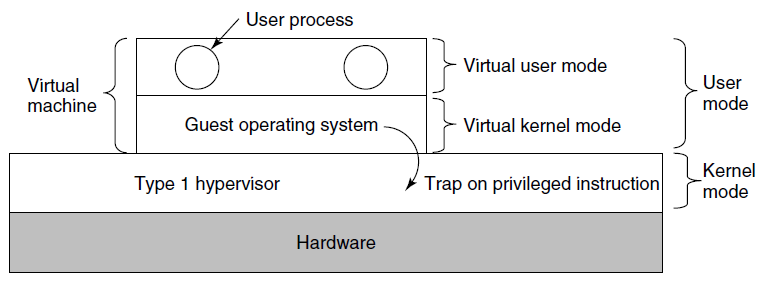 User process
Virtual
machine
Virtual user mode
User
mode
Guest operating system
Virtual kernel mode
Type 1 hypervisor
Trap on privileged instruction
Kernel
mode
Hardware